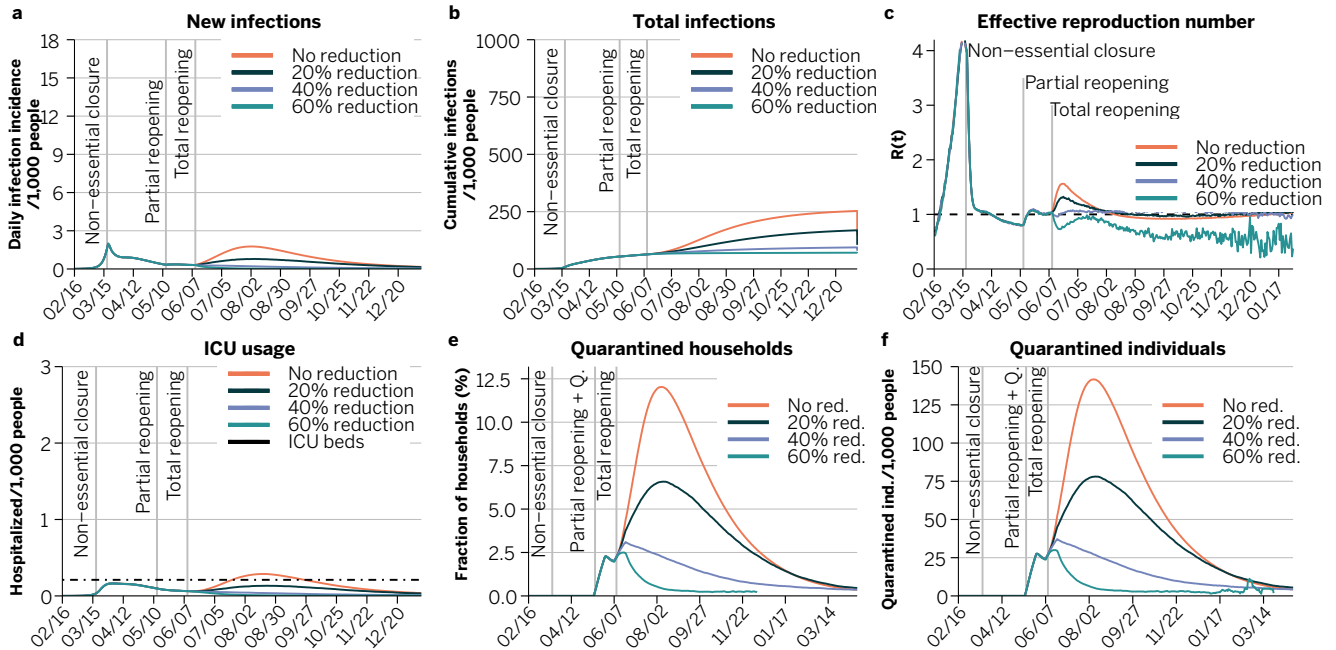 a
New infections
Daily infection incidence
/1,000 people
18
15
12
9
6
3
0
Non−essential closure
Partial reopening
Total reopening
No reduction
20% reduction
40% reduction
60% reduction
02/16
03/15
04/12
05/10
06/07
07/05
08/02
08/30
09/27
10/25
11/22
12/20
b
Total infections
Cumulative infections
/1,000 people
1000
750
500
250
0
Non−essential closure
Partial reopening
Total reopening
No reduction
20% reduction
40% reduction
60% reduction
02/16
03/15
04/12
05/10
06/07
07/05
08/02
08/30
09/27
10/25
11/22
12/20
c
Effective reproduction number
R(t)
4
3
2
1
0
Non−essential closure
Partial reopening
Total reopening
No reduction
20% reduction
40% reduction
60% reduction
02/16
03/15
04/12
05/10
06/07
07/05
08/02
08/30
09/27
10/25
11/22
12/20
01/17
d
ICU usage
Hospitalized/1,000 people
3
2
1
0
Non−essential closure
Partial reopening
Total reopening
No reduction
20% reduction
40% reduction
60% reduction
ICU beds
02/16
03/15
04/12
05/10
06/07
07/05
08/02
08/30
09/27
10/25
11/22
12/20
e
Quarantined households
Fraction of households (%)
12.5
10.0
7.5
5.0
2.5
0.0
Non−essential closure
Partial reopening + Q.
Total reopening
No red.
20% red.
40% red.
60% red.
02/16
04/12
06/07
08/02
09/27
11/22
01/17
03/14
f
Quarantined individuals
Quarantined ind./1,000 people
150
125
100
75
50
25
0
Non−essential closure
Partial reopening + Q.
Total reopening
No red.
20% red.
40% red.
60% red.
02/16
04/12
06/07
08/02
09/27
11/22
01/17
03/14